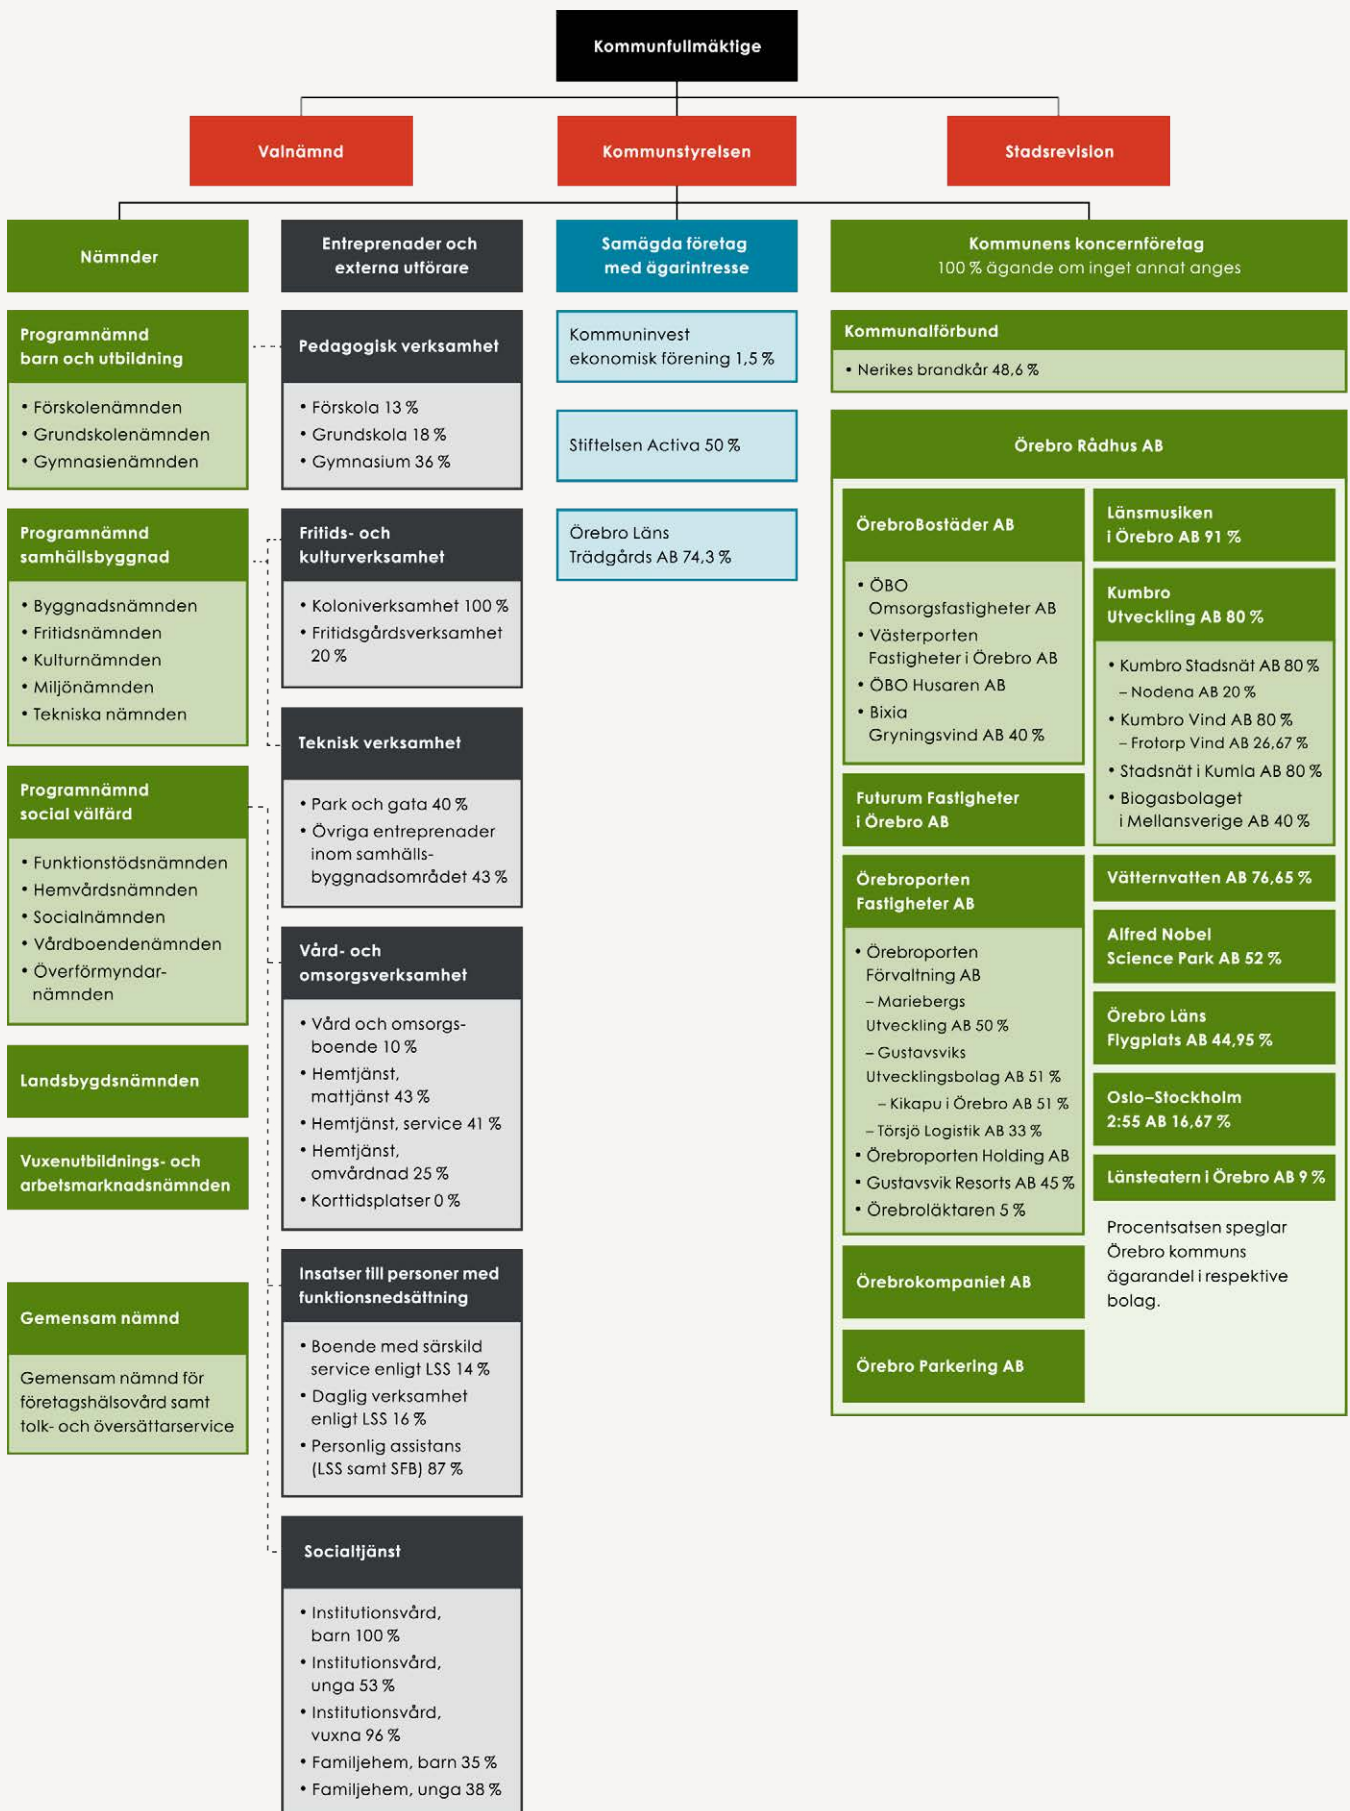 Kommunfullmäktige
Valnämnd
Kommunstyrelsen
Stadsrevision
Nämnder
Programnämnd
barn och utbildning
• Förskolenämnden
• Grundskolenämnden
• Gymnasienämnden
Programnämnd
samhällsbyggnad
• Byggnadsnämnden
• Fritidsnämnden
• Kulturnämnden
• Miljönämnden
• Tekniska nämnden
Programnämnd
social välfärd
• Funktionstödsnämnden
• Hemvårdsnämnden
• Socialnämnden
• Vårdboendenämnden
• Överförmyndar-
nämnden
Landsbygdsnämnden
Vuxenutbildnings- och
arbetsmarknadsnämnden
Gemensam nämnd
Gemensam nämnd för
företagshälsovård samt
tolk- och översättarservice
Entreprenader och
externa utförare
Pedagogisk verksamhet
• Förskola 13 %
• Grundskola 18 %
• Gymnasium 36 %
Fritids- och
kulturverksamhet
• Koloniverksamhet 100 %
• Fritidsgårdsverksamhet
20 %
Teknisk verksamhet
• Park och gata 40 %
• Övriga entreprenader
inom samhälls-
byggnadsområdet 43 %
Vård- och
omsorgsverksamhet
• Vård och omsorgs-
boende 10 %
• Hemtjänst,
mattjänst 43 %
• Hemtjänst, service 41 %
• Hemtjänst,
omvårdnad 25 %
• Korttidsplatser 0 %
Insatser till personer med
funktionsnedsättning
• Boende med särskild
service enligt LSS 14 %
• Daglig verksamhet
enligt LSS 16 %
• Personlig assistans
(LSS samt SFB) 87 %
Socialtjänst
• Institutionsvård,
barn 100 %
• Institutionsvård,
unga 53 %
• Institutionsvård,
vuxna 96 %
• Familjehem, barn 35 %
• Familjehem, unga 38 %
Samägda företag
med ägarintresse
Kommuninvest
ekonomisk förening 1,5 %
Stiftelsen Activa 50 %
Örebro Läns
Trädgårds AB 74,3 %
Kommunens koncernföretag
100 % ägande om inget annat anges
Kommunalförbund
• Nerikes brandkår 48,6 %
Örebro Rådhus AB
ÖrebroBostäder AB
• ÖBO
Omsorgsfastigheter AB
• Västerporten
Fastigheter i Örebro AB
• ÖBO Husaren AB
• Bixia
Gryningsvind AB 40 %
Futurum Fastigheter
i Örebro AB
Örebroporten
Fastigheter AB
• Örebroporten
Förvaltning AB
– Mariebergs
Utveckling AB 50 %
– Gustavsviks
Utvecklingsbolag AB 51 %
– Kikapu i Örebro AB 51 %
– Törsjö Logistik AB 33 %
• Örebroporten Holding AB
• Gustavsvik Resorts AB 45 %
• Örebroläktaren 5 %
Örebrokompaniet AB
Örebro Parkering AB
Länsmusiken
i Örebro AB 91 %
Kumbro
Utveckling AB 80 %
• Kumbro Stadsnät AB 80 %
– Nodena AB 20 %
• Kumbro Vind AB 80 %
– Frotorp Vind AB 26,67 %
• Stadsnät i Kumla AB 80 %
• Biogasbolaget
i Mellansverige AB 40 %
Vätternvatten AB 76,65 %
Alfred Nobel
Science Park AB 52 %
Örebro Läns
Flygplats AB 44,95 %
Oslo–Stockholm
2:55 AB 16,67 %
Länsteatern i Örebro AB 9 %
Procentsatsen speglar
Örebro kommuns
ägarandel i respektive
bolag.